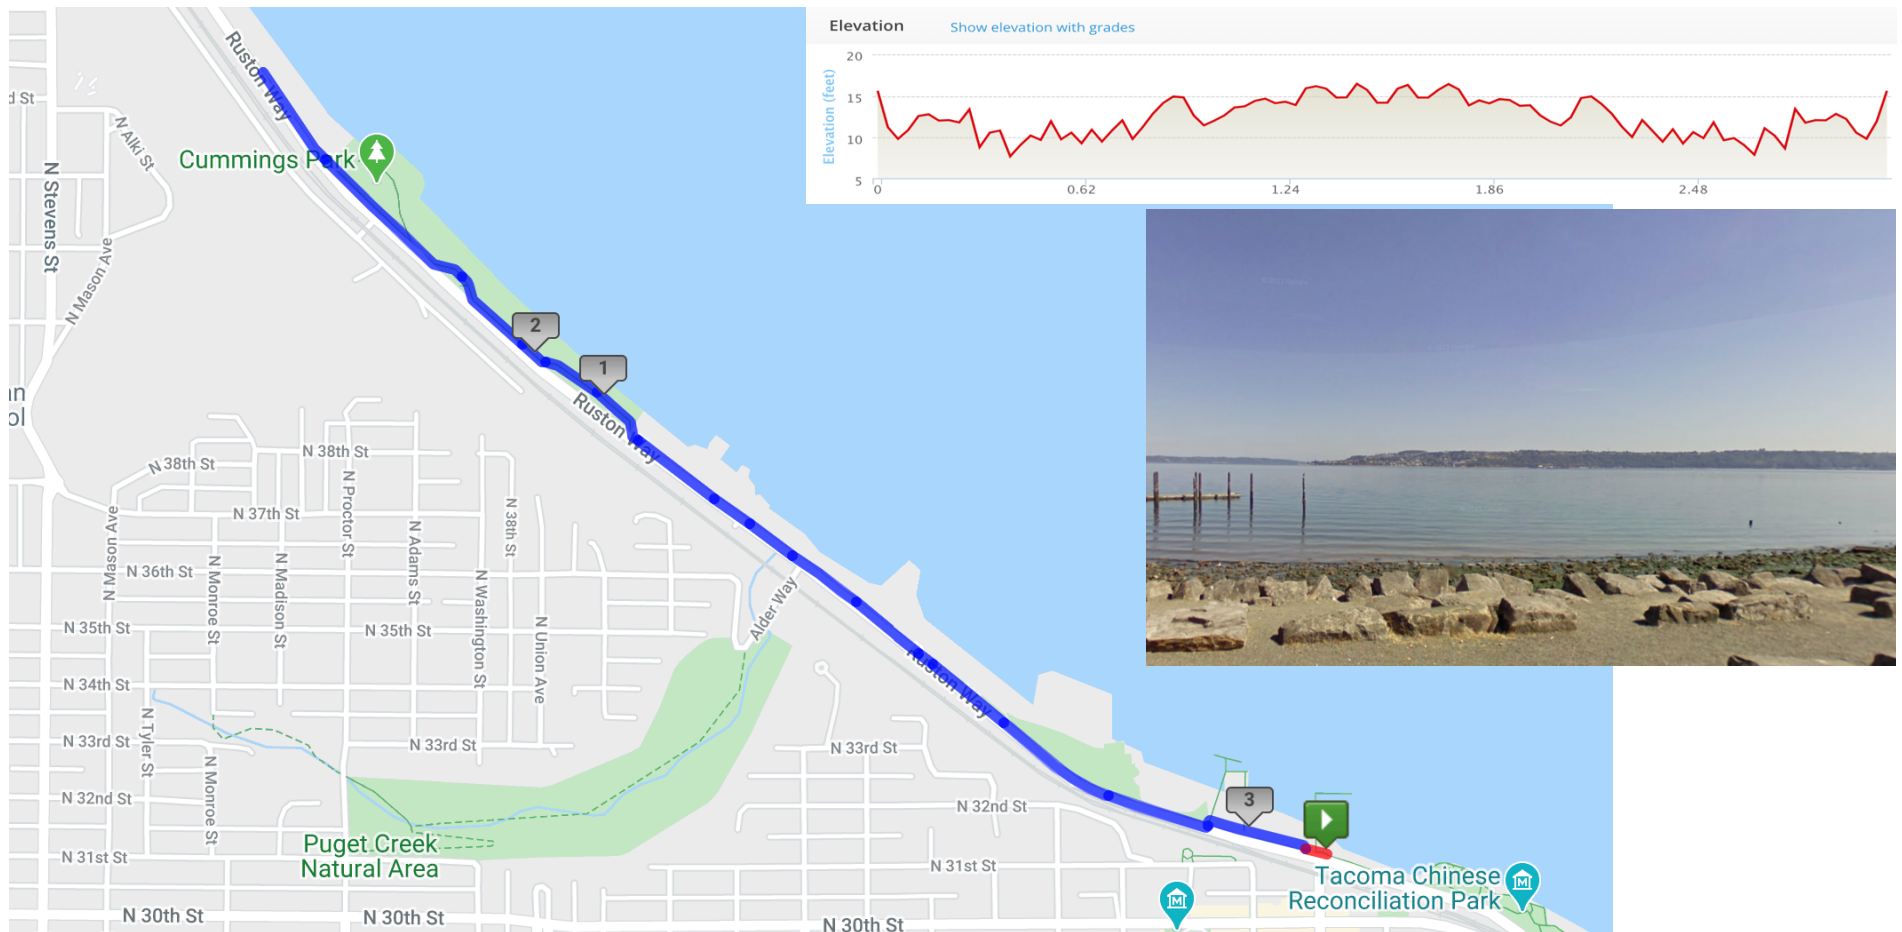 Elevation
Show elevation with grades
Elevation (feet)
20
15
10
5
0
0.62
1.24
1.86
2.48
Ruston Way
d St
N Alki St
Cummings Park
N Stevens St
N Mason Ave
2
1
Ruston Way
N 38th St
N 38th St
N Proctor St
N 37th St
N 38th St
N Mason Ave
N Adams St
N 36th St
N Monroe St
N Madison St
N Washington St
Alder Way
N 35th St
N 35th St
N Union Ave
Ruston Way
N 34th St
N Tyler St
N 33rd St
N 33rd St
N 33rd St
N Monroe St
N 32nd St
N 32nd St
3
Puget Creek
Natural Area
N 31st St
N 31st St
Tacoma Chinese
Reconciliation Park
N 30th St
N 30th St
N 30th St